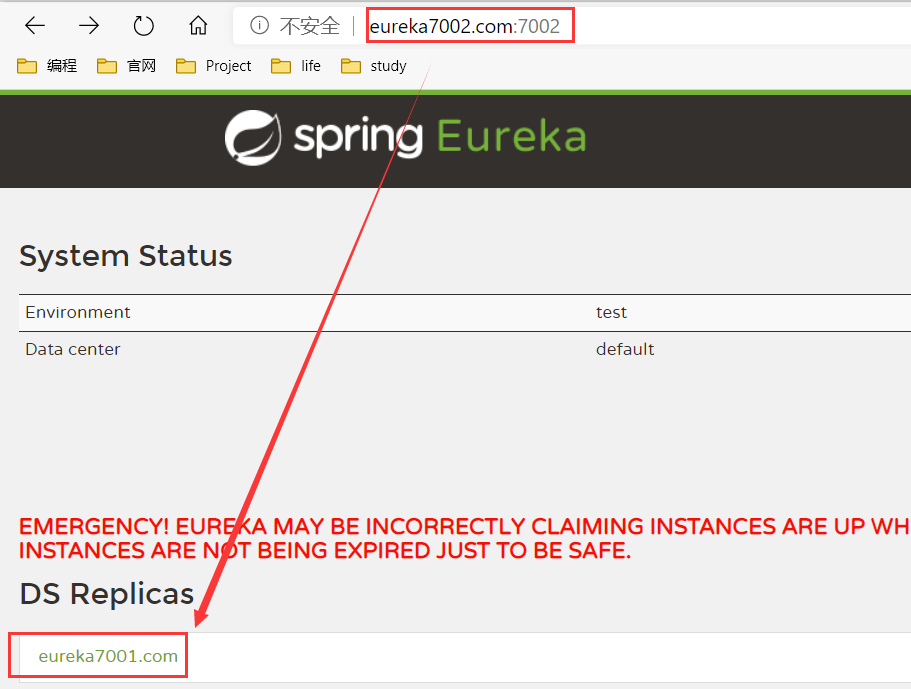 不安全 eureka7002.com:7002
编程 官网 Project life study
spring Eureka
System Status
Environment test
Data center default
EMERGENCY! EUREKA MAY BE INCORRECTLY CLAIMING INSTANCES ARE UP WH
INSTANCES ARE NOT BEING EXPIRED JUST TO BE SAFE.
DS Replicas
eureka7001.com